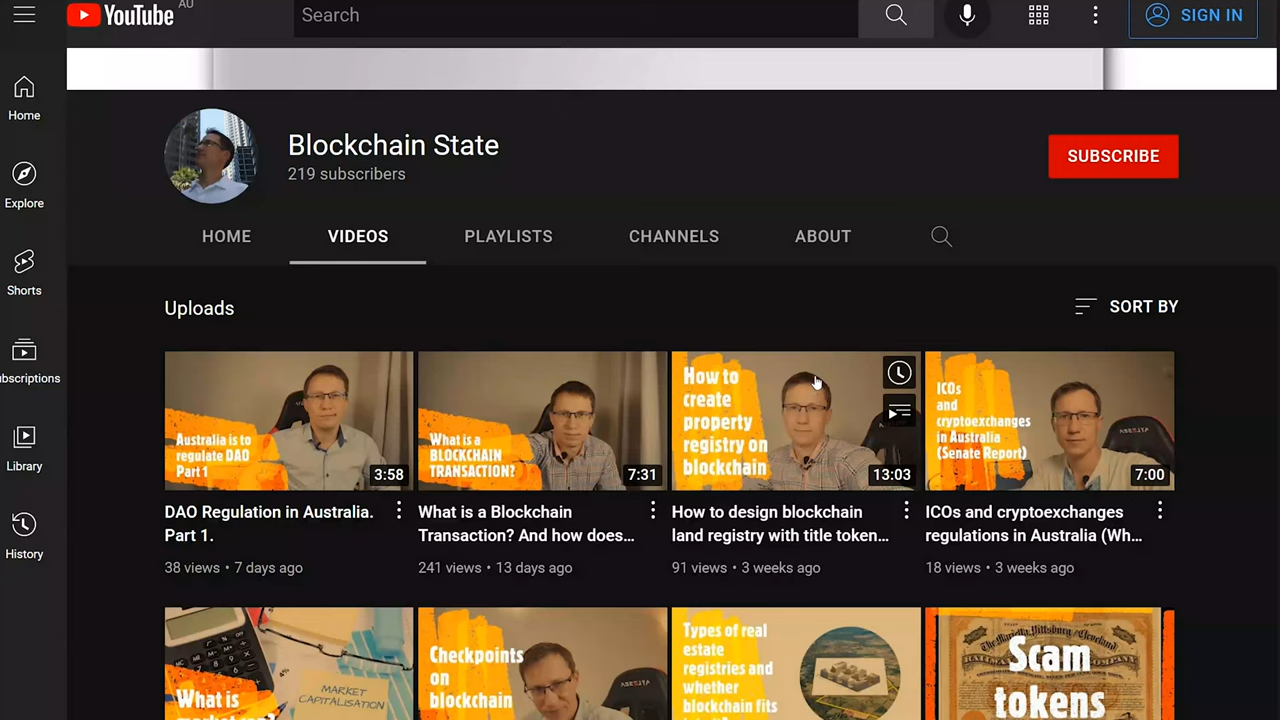 AU
YouTube
Search
SIGN IN
Home
Explore
Shorts
ubscriptions
Library
History
Blockchain State
219 subscribers
SUBSCRIBE
HOME
VIDEOS
PLAYLISTS
CHANNELS
ABOUT
Uploads
SORT BY
Australia is to
regulate DAO
Part 1
3:58
DAO Regulation in Australia.
Part 1.
38 views • 7 days ago
What is a
BLOCKCHAIN
TRANSACTION?
7:31
What is a Blockchain
Transaction? And how does...
241 views • 13 days ago
How to
create
property
registry on
blockchain
13:03
How to design blockchain
land registry with title token...
91 views • 3 weeks ago
ICOs
and
cryptoexchanges
in Australia
(Senate Report)
7:00
ICOs and cryptoexchanges
regulations in Australia (Wh...
18 views • 3 weeks ago
What is
MARKET
CAPITALISATION
Checkpoints
on
blockchain
Types of real
estate
registries and
whether
blockchain fits
Scam
tokens